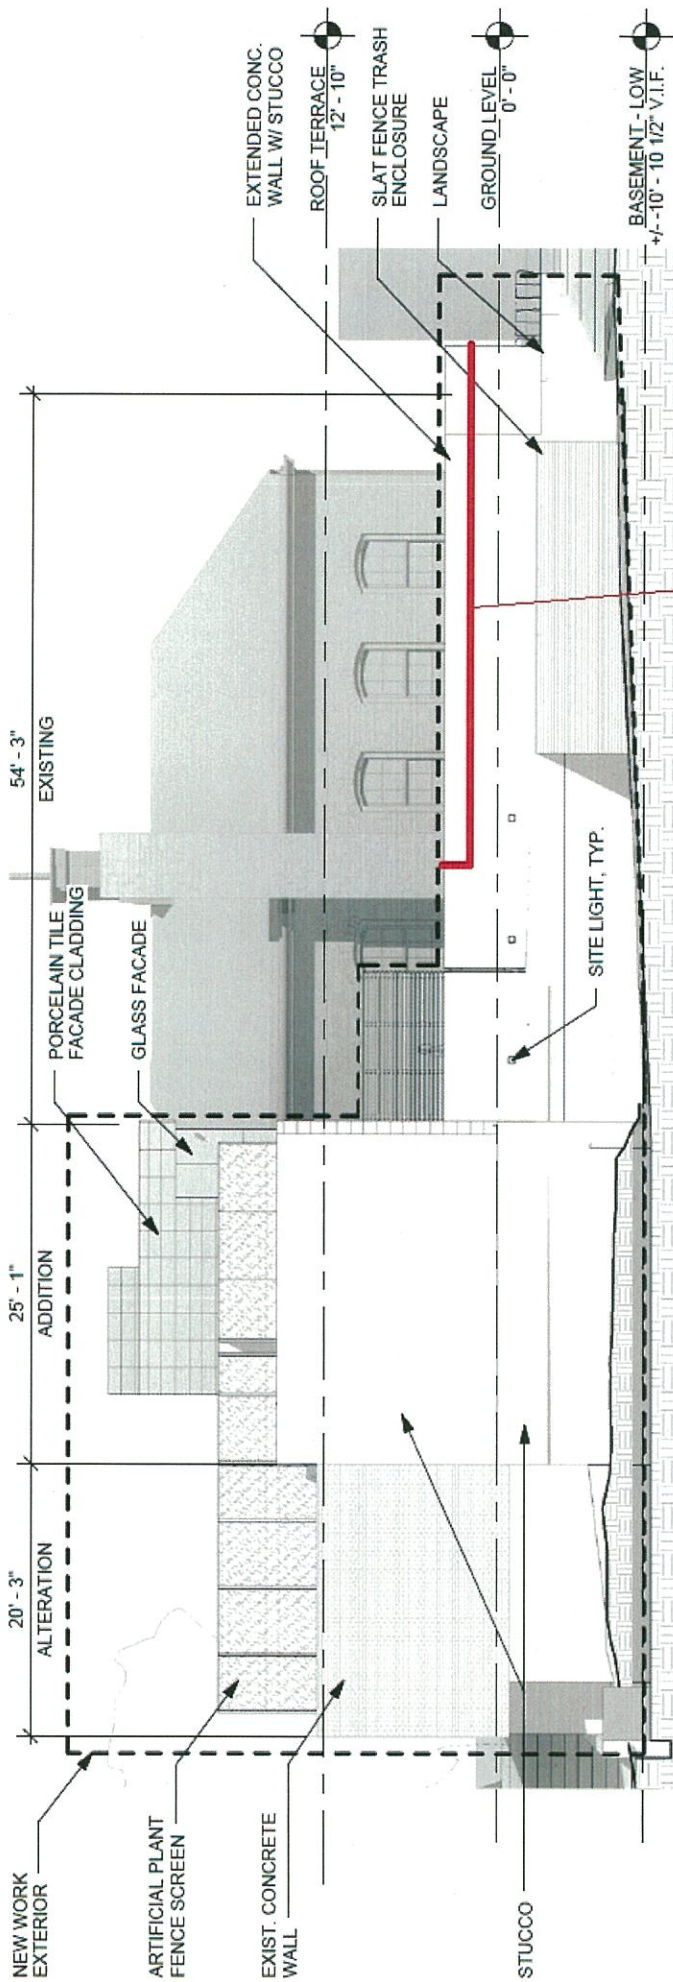 NEW WORK
EXTERIOR
ARTIFICIAL PLANT
FENCE SCREEN
EXIST. CONCRETE
WALL
STUCCO
20' - 3"
ALTERATION
25' - 1"
ADDITION
54' - 3"
EXISTING
PORCELAIN TILE
FACADE CLADDING
GLASS FACADE
SITE LIGHT, TYP.
EXTENDED CONC.
WALL W/ STUCCO
ROOF TERRACE
12' - 10"
SLAT FENCE TRASH
ENCLOSURE
LANDSCAPE
GROUND LEVEL
0' - 0"
BASEMENT - LOW
+/- -10' - 10 1/2" V.I.F.